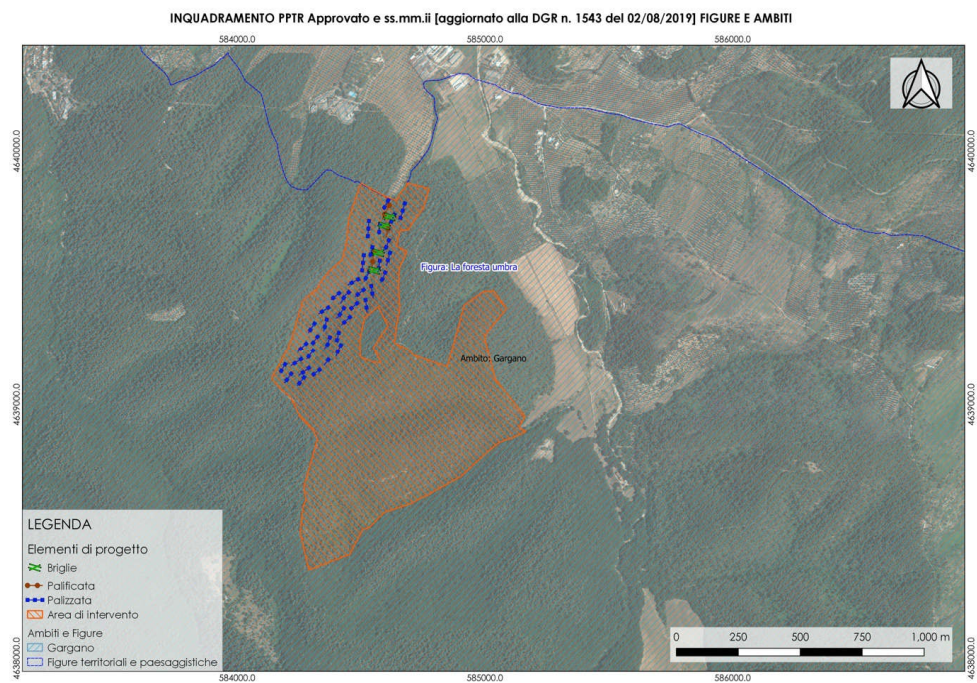 INQUADRAMENTO PPTR Approvato e ss.mm.ii [aggiornato alla DGR n. 1543 del 02/08/2019] FIGURE E AMBITI
584000.0 585000.0 586000.0
4640000.0 4640000.0
Figura: La foresta umbra
Ambito: Gargano
4639000.0 4639000.0
LEGENDA
Elementi di progetto
Briglie
Palificata
Palizzata
Area di intervento
Ambiti e Figure
Gargano
Figure territoriali e paesaggistiche
0 250 500 750 1,000 m
4638000.0 4638000.0
584000.0 585000.0 586000.0